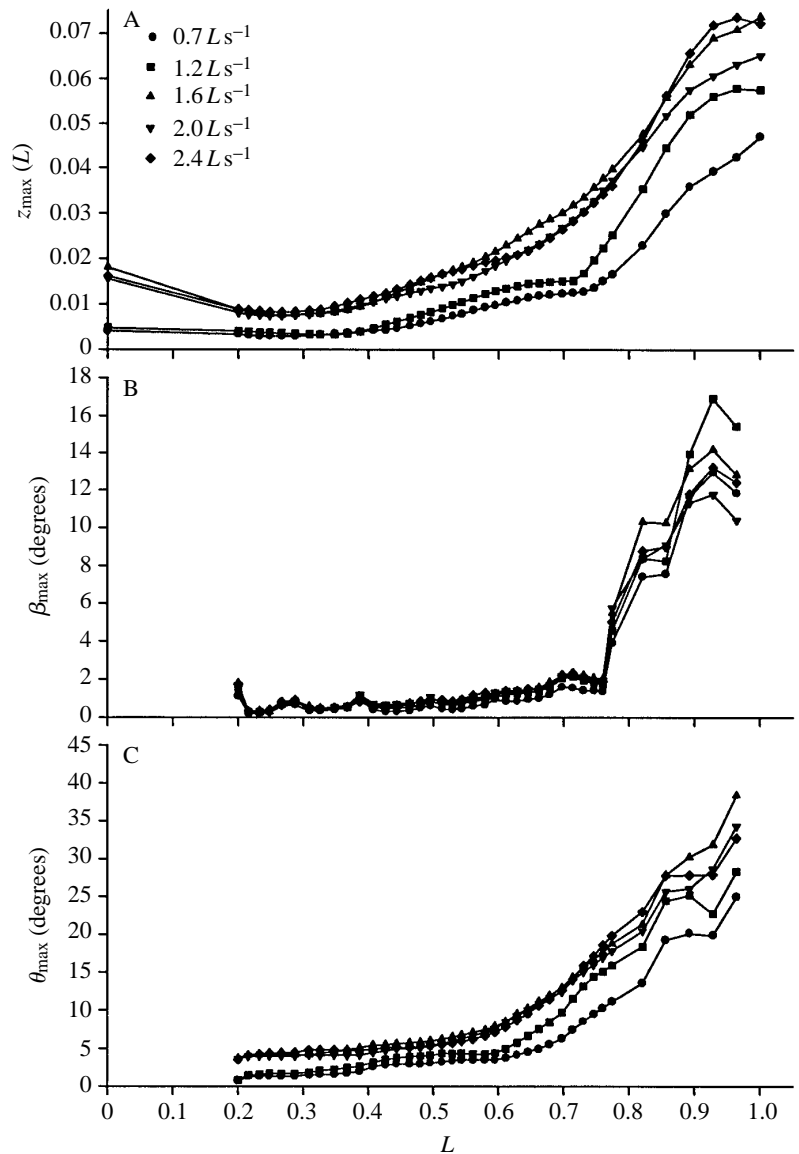 A
0.7 L s⁻¹
1.2 L s⁻¹
1.6 L s⁻¹
2.0 L s⁻¹
2.4 L s⁻¹
z_max (L)
0.07
0.06
0.05
0.04
0.03
0.02
0.01
0
B
β_max (degrees)
18
16
14
12
10
8
6
4
2
0
C
θ_max (degrees)
45
40
35
30
25
20
15
10
5
0
0 0.1 0.2 0.3 0.4 0.5 0.6 0.7 0.8 0.9 1.0
L